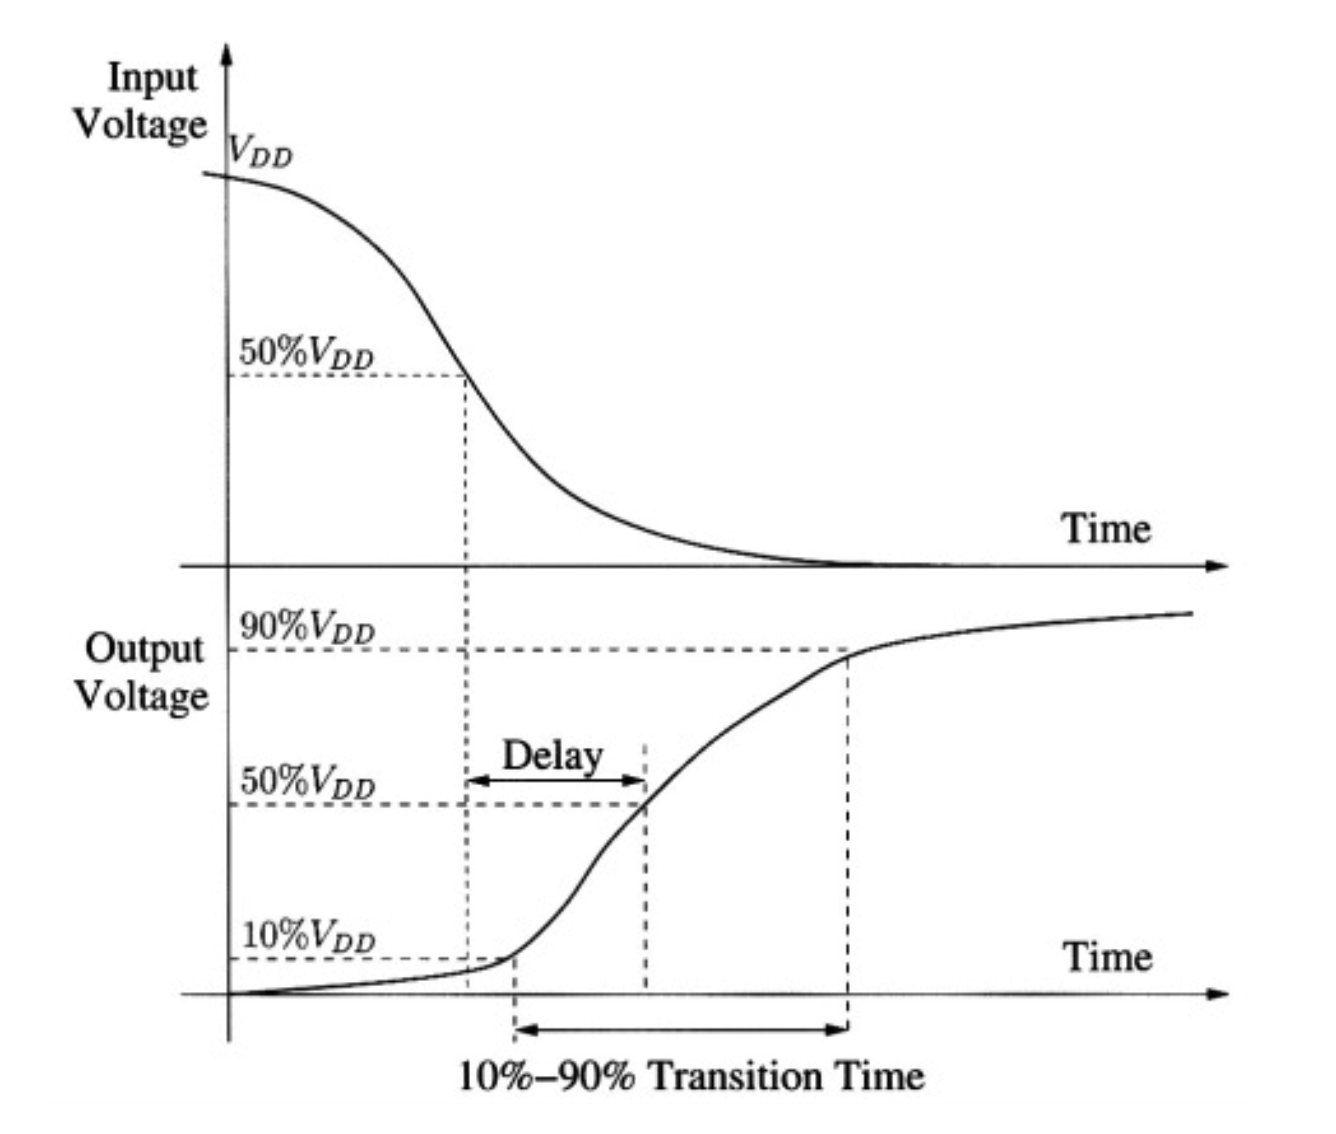 Input
Voltage
V_DD
50%V_DD
Time
90%V_DD
Output
Voltage
Delay
50%V_DD
10%V_DD
Time
10%–90% Transition Time